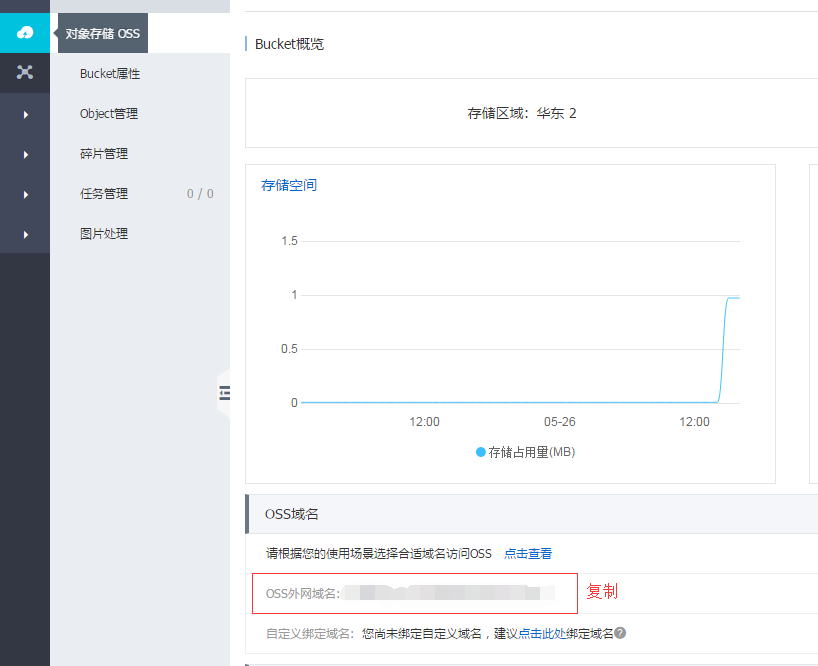 对象存储 OSS
Bucket属性
Object管理
碎片管理
任务管理 0 / 0
图片处理
Bucket概览
存储区域：华东 2
存储空间
1.5
1
0.5
0
12:00 05-26 12:00
存储占用量(MB)
OSS域名
请根据您的使用场景选择合适域名访问OSS 点击查看
OSS外网域名: 复制
自定义绑定域名：您尚未绑定自定义域名，建议点击此处绑定域名?